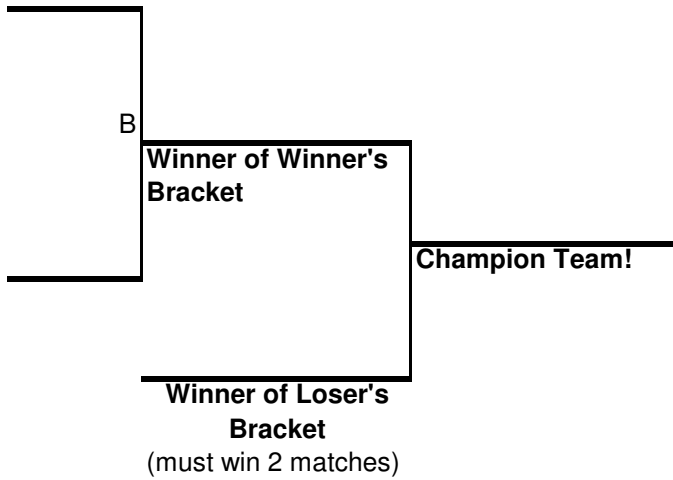 B
Winner of Winner's
Bracket
Champion Team!
Winner of Loser's
Bracket
(must win 2 matches)